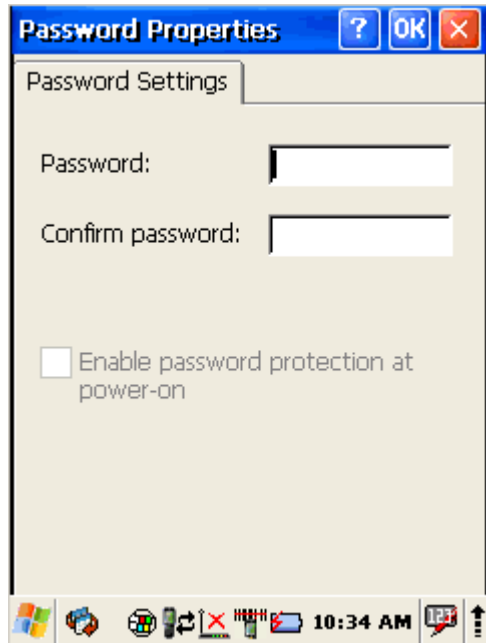 Password Properties ? OK
Password Settings
Password:
Confirm password:
Enable password protection at
power-on
10:34 AM